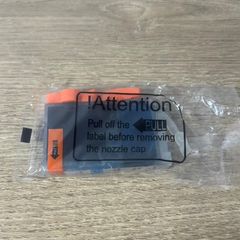 !Attention
Pull off the PULL
label before removing
the nozzle cap